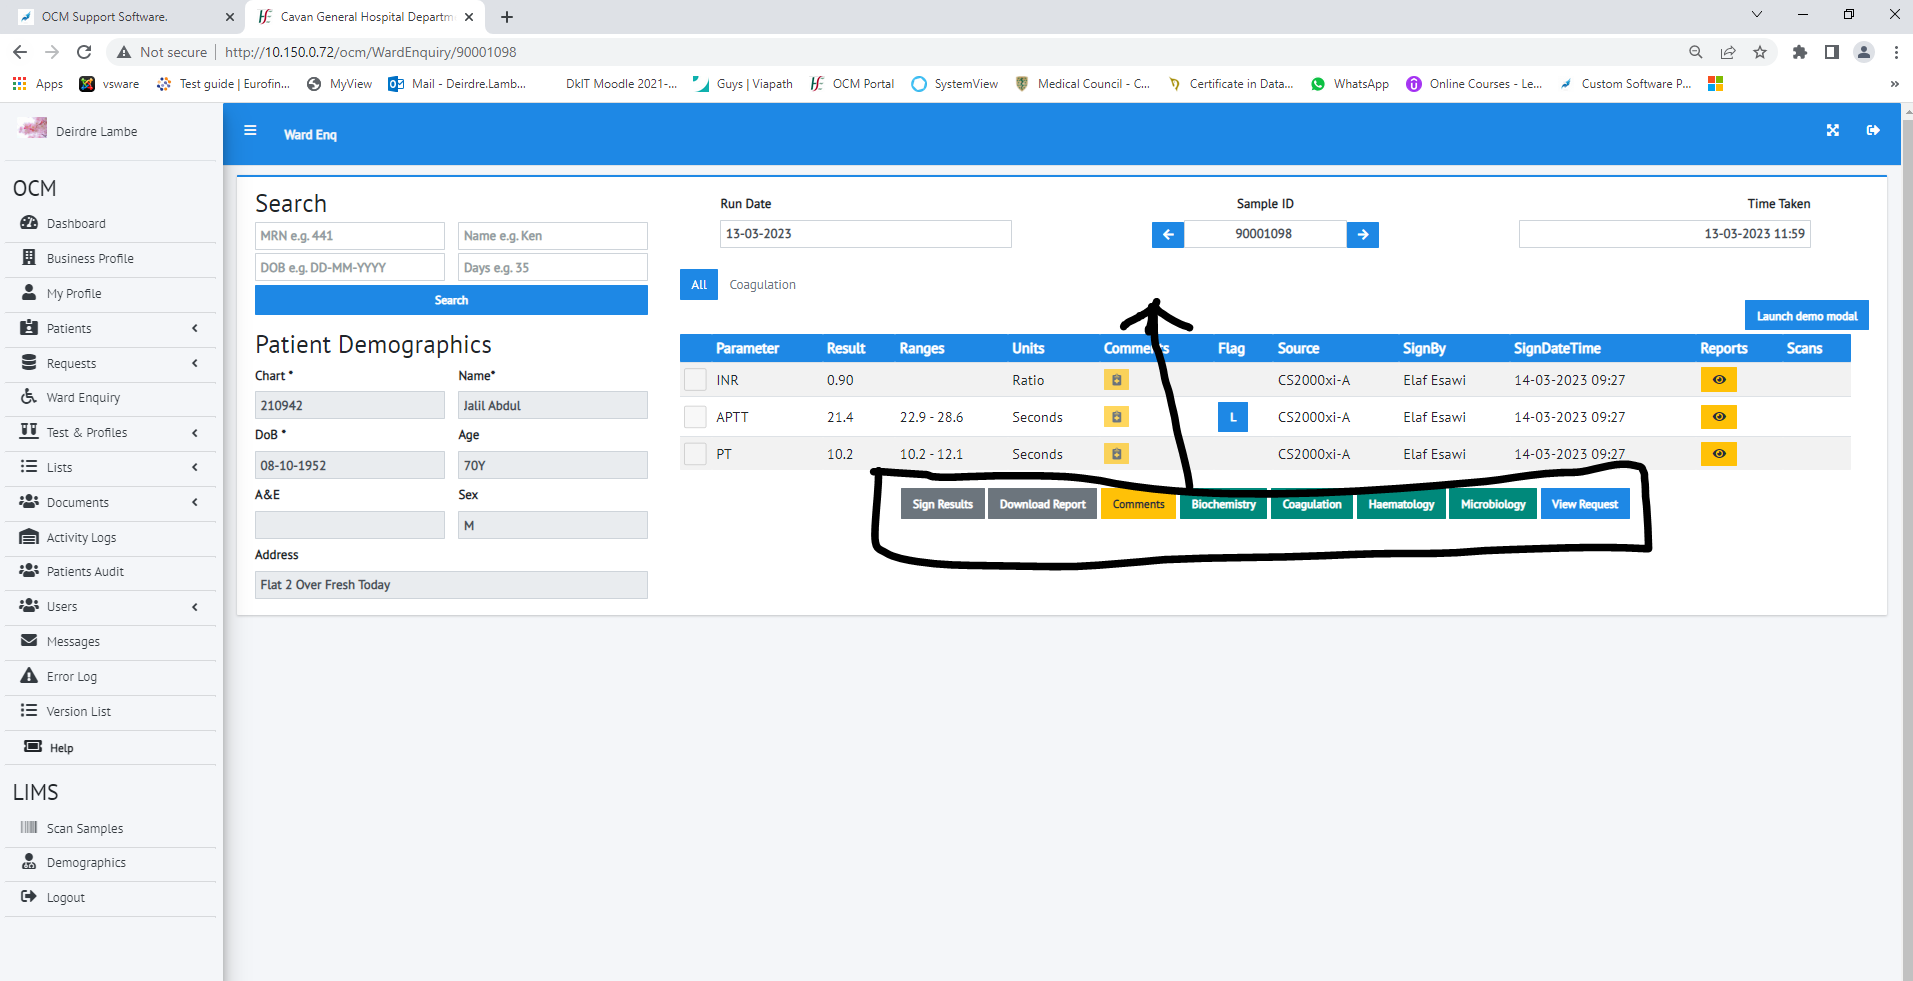 OCM Support Software.
Cavan General Hospital Departm
Not secure | http://10.150.0.72/ocm/WardEnquiry/90001098
Apps vsware Test guide | Eurofin... MyView Mail - Deirdre.Lamb... DkIT Moodle 2021-... Guys | Viapath OCM Portal SystemView Medical Council - C... Certificate in Data... WhatsApp Online Courses - Le... Custom Software P... »
Deirdre Lambe
OCM
Dashboard
Business Profile
My Profile
Patients
Requests
Ward Enquiry
Test & Profiles
Lists
Documents
Activity Logs
Patients Audit
Users
Messages
Error Log
Version List
Help
LIMS
Scan Samples
Demographics
Logout
Ward Enq
Search
MRN e.g. 441 Name e.g. Ken
DOB e.g. DD-MM-YYYY Days e.g. 35
Search
Patient Demographics
Chart * Name*
210942 Jalil Abdul
DoB * Age
08-10-1952 70Y
A&E Sex
M
Address
Flat 2 Over Fresh Today
Run Date Sample ID Time Taken
13-03-2023 90001098 13-03-2023 11:59
All Coagulation
Launch demo modal
Parameter Result Ranges Units Comments Flag Source SignBy SignDateTime Reports Scans
INR 0.90 Ratio CS2000xi-A Elaf Esawi 14-03-2023 09:27
APTT 21.4 22.9 - 28.6 Seconds L CS2000xi-A Elaf Esawi 14-03-2023 09:27
PT 10.2 10.2 - 12.1 Seconds CS2000xi-A Elaf Esawi 14-03-2023 09:27
Sign Results Download Report Comments Biochemistry Coagulation Haematology Microbiology View Request